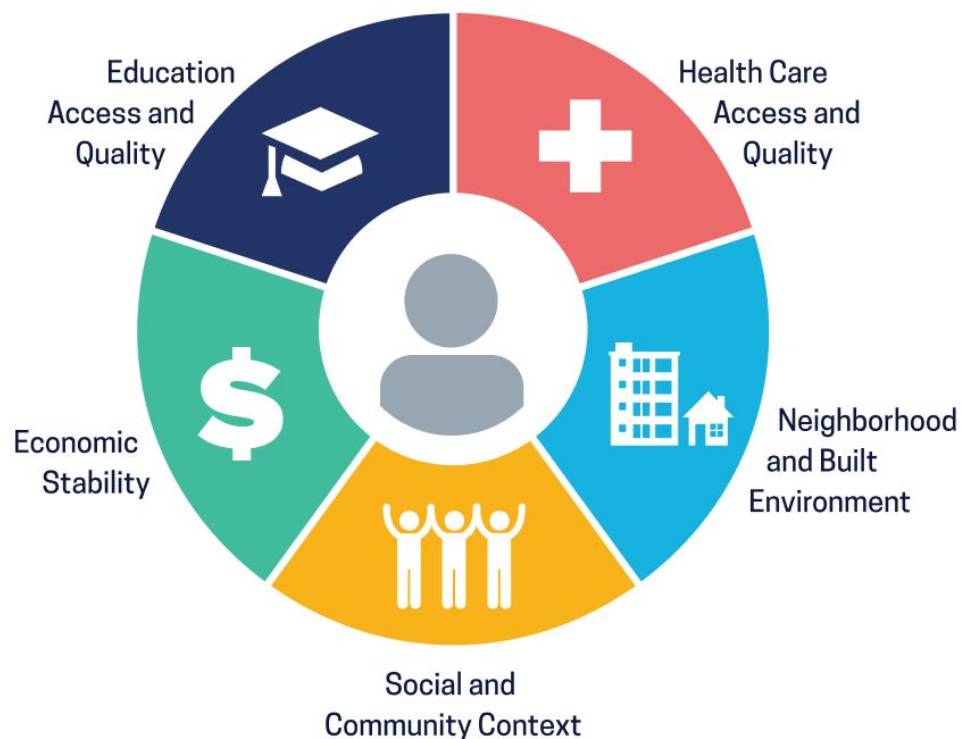 Education
Access and
Quality
Health Care
Access and
Quality
Economic
Stability
Neighborhood
and Built
Environment
Social and
Community Context